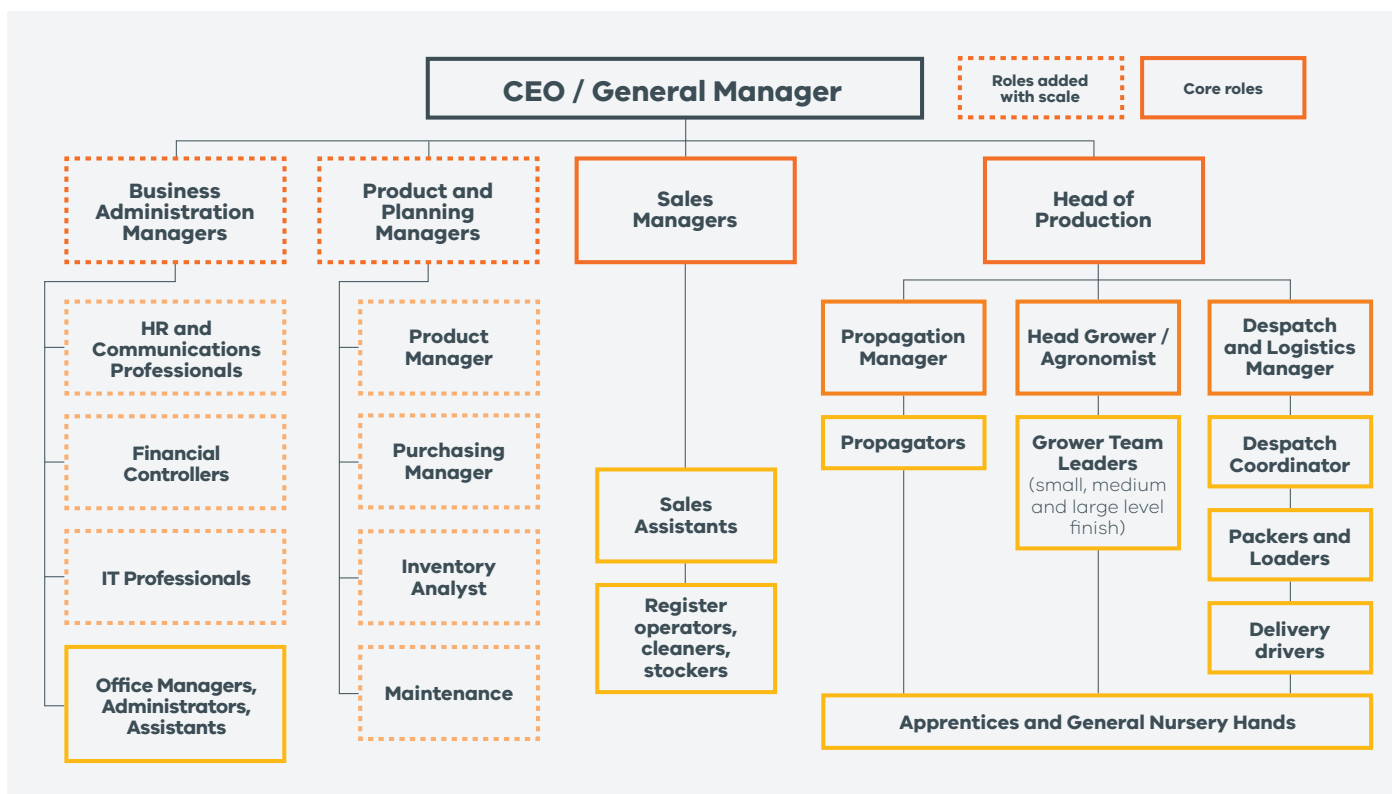 CEO / General Manager
Roles added
with scale
Core roles
Business
Administration
Managers
Product and
Planning
Managers
Sales
Managers
Head of
Production
HR and
Communications
Professionals
Financial
Controllers
IT Professionals
Office Managers,
Administrators,
Assistants
Product
Manager
Purchasing
Manager
Inventory
Analyst
Maintenance
Sales
Assistants
Register
operators,
cleaners,
stockers
Propagation
Manager
Propagators
Head Grower /
Agronomist
Grower Team
Leaders
(small, medium
and large level
finish)
Despatch
and Logistics
Manager
Despatch
Coordinator
Packers and
Loaders
Delivery
drivers
Apprentices and General Nursery Hands